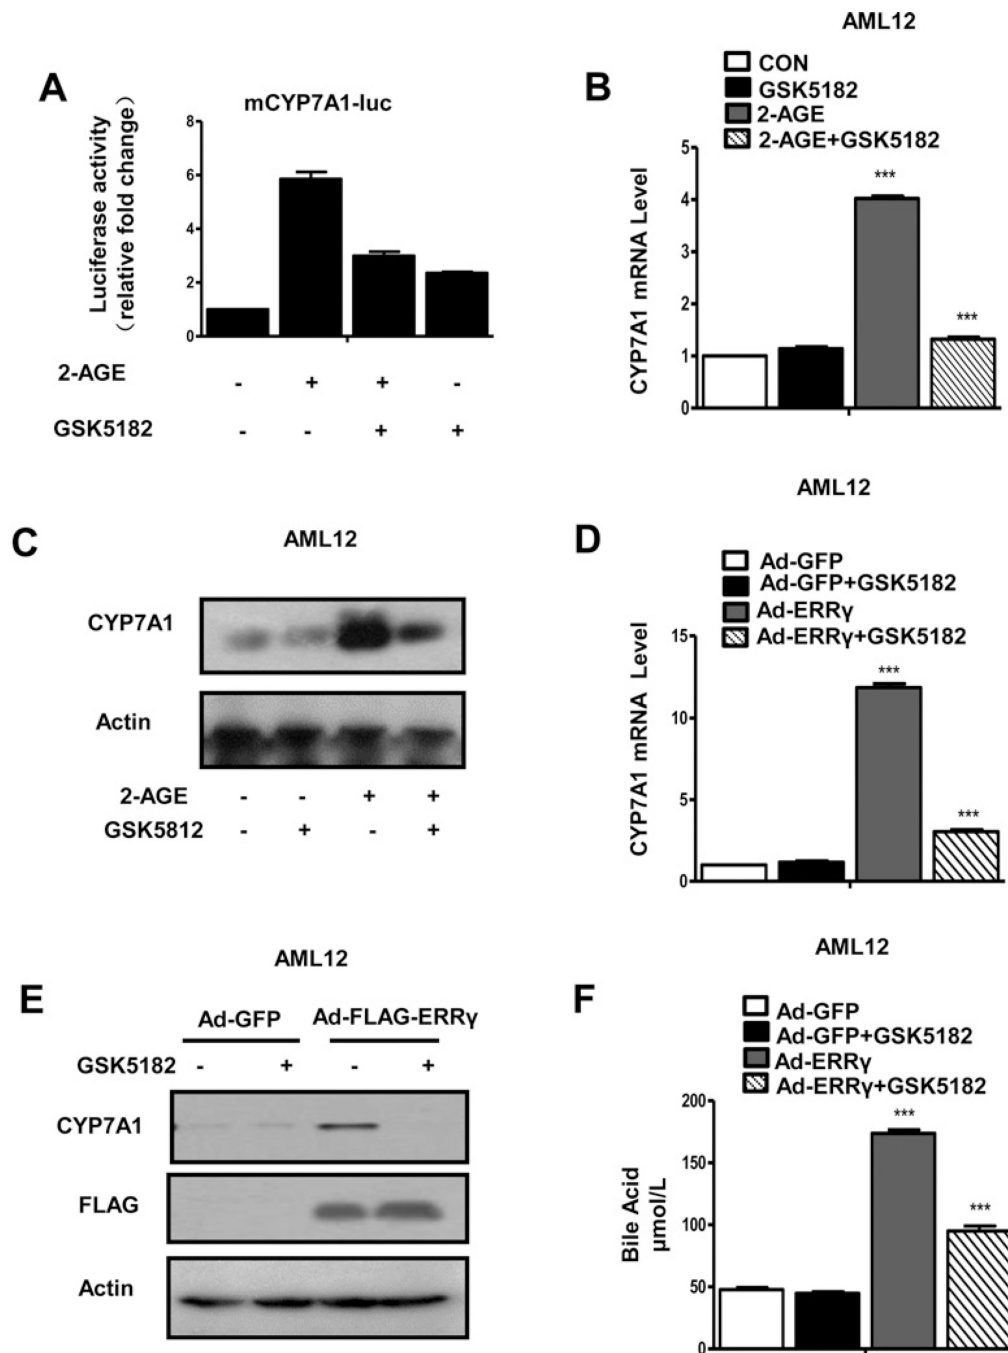 A
mCYP7A1-luc
Luciferase activity
(relative fold change)
8
6
4
2
0
2-AGE - + + -
GSK5182 - - + +
AML12
B
CON
GSK5182
2-AGE
2-AGE+GSK5182
CYP7A1 mRNA Level
5
4
3
2
1
0
***
***
C
AML12
CYP7A1
Actin
2-AGE - - + +
GSK5812 - + - +
AML12
D
Ad-GFP
Ad-GFP+GSK5182
Ad-ERRγ
Ad-ERRγ+GSK5182
CYP7A1 mRNA Level
15
10
5
0
***
***
AML12
E
Ad-GFP Ad-FLAG-ERRγ
GSK5182 - + - +
CYP7A1
FLAG
Actin
AML12
F
Ad-GFP
Ad-GFP+GSK5182
Ad-ERRγ
Ad-ERRγ+GSK5182
Bile Acid
μmol/L
200
150
100
50
0
***
***